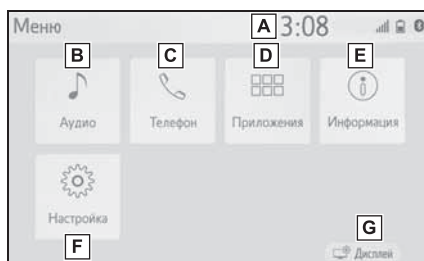 Меню A 3:08
B C D E
Аудио Телефон Приложения Информация
Настройка
F G
Дисплей